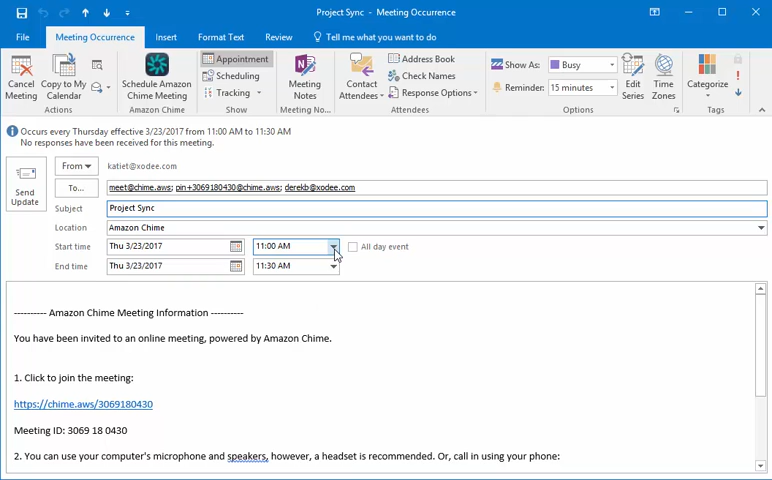 Project Sync - Meeting Occurrence
File Meeting Occurrence Insert Format Text Review Tell me what you want to do
Cancel Meeting
Copy to My Calendar
Actions
Schedule Amazon Chime Meeting
Amazon Chime
Appointment
Scheduling
Tracking
Show
Meeting Notes
Meeting No...
Contact Attendees
Address Book
Check Names
Response Options
Attendees
Show As: Busy
Reminder: 15 minutes
Edit Series
Time Zones
Options
Categorize
Tags
Occurs every Thursday effective 3/23/2017 from 11:00 AM to 11:30 AM
No responses have been received for this meeting.
Send Update
From katiet@xodee.com
To... meet@chime.aws; pin+3069180430@chime.aws; derekb@xodee.com
Subject Project Sync
Location Amazon Chime
Start time Thu 3/23/2017 11:00 AM All day event
End time Thu 3/23/2017 11:30 AM
---------- Amazon Chime Meeting Information ----------
You have been invited to an online meeting, powered by Amazon Chime.
1. Click to join the meeting:
https://chime.aws/3069180430
Meeting ID: 3069 18 0430
2. You can use your computer's microphone and speakers, however, a headset is recommended. Or, call in using your phone: